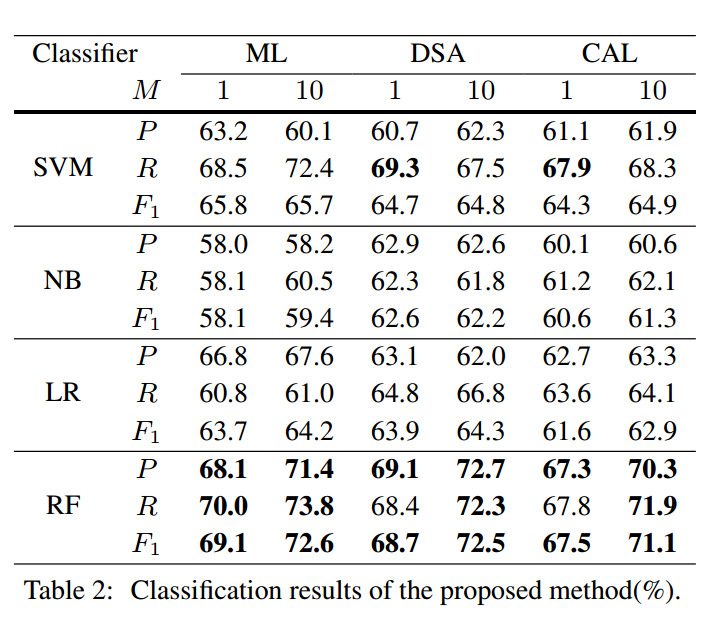 Classifier ML DSA CAL
M 1 10 1 10 1 10
P 63.2 60.1 60.7 62.3 61.1 61.9
SVM R 68.5 72.4 69.3 67.5 67.9 68.3
F1 65.8 65.7 64.7 64.8 64.3 64.9
P 58.0 58.2 62.9 62.6 60.1 60.6
NB R 58.1 60.5 62.3 61.8 61.2 62.1
F1 58.1 59.4 62.6 62.2 60.6 61.3
P 66.8 67.6 63.1 62.0 62.7 63.3
LR R 60.8 61.0 64.8 66.8 63.6 64.1
F1 63.7 64.2 63.9 64.3 61.6 62.9
P 68.1 71.4 69.1 72.7 67.3 70.3
RF R 70.0 73.8 68.4 72.3 67.8 71.9
F1 69.1 72.6 68.7 72.5 67.5 71.1
Table 2: Classification results of the proposed method(%).